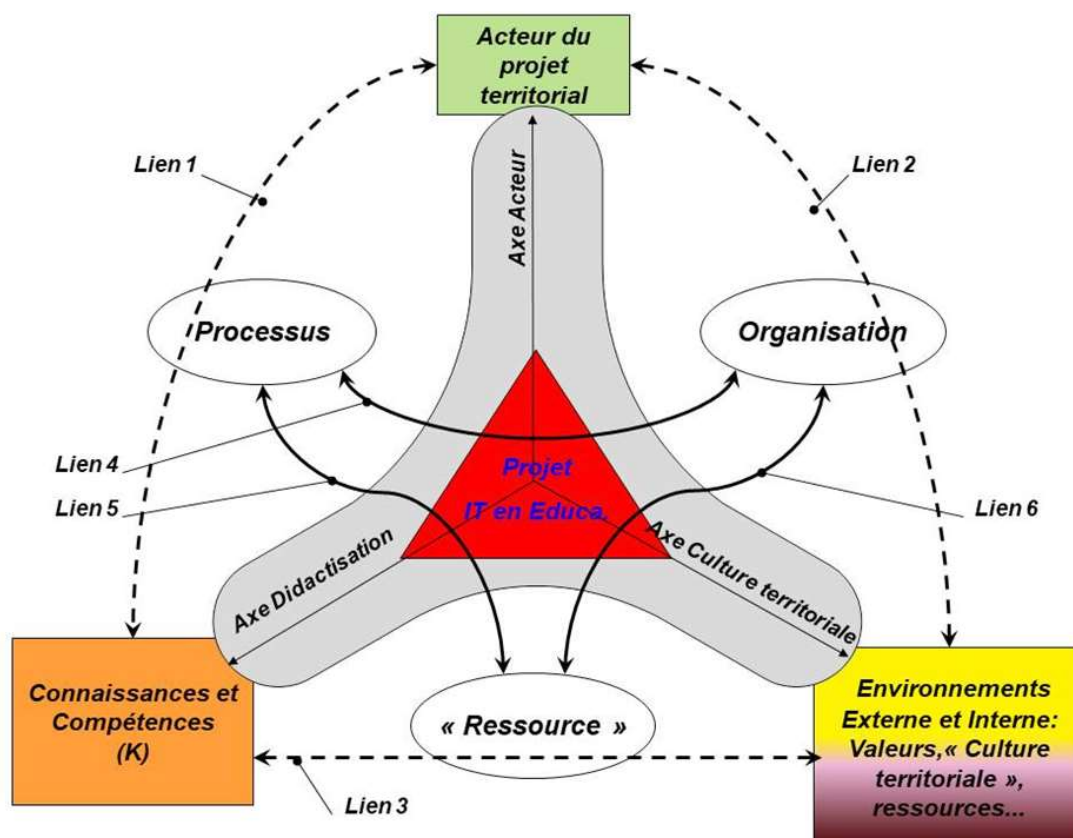 Acteur du
projet
territorial
Lien 1
Lien 2
Axe Acteur
Processus
Organisation
Lien 4
Lien 5
Projet
IT en Educa.
Lien 6
Axe Didactisation
Axe Culture territoriale
Connaissances et
Compétences
(K)
« Ressource »
Environnements
Externe et Interne:
Valeurs,« Culture
territoriale »,
ressources...
Lien 3